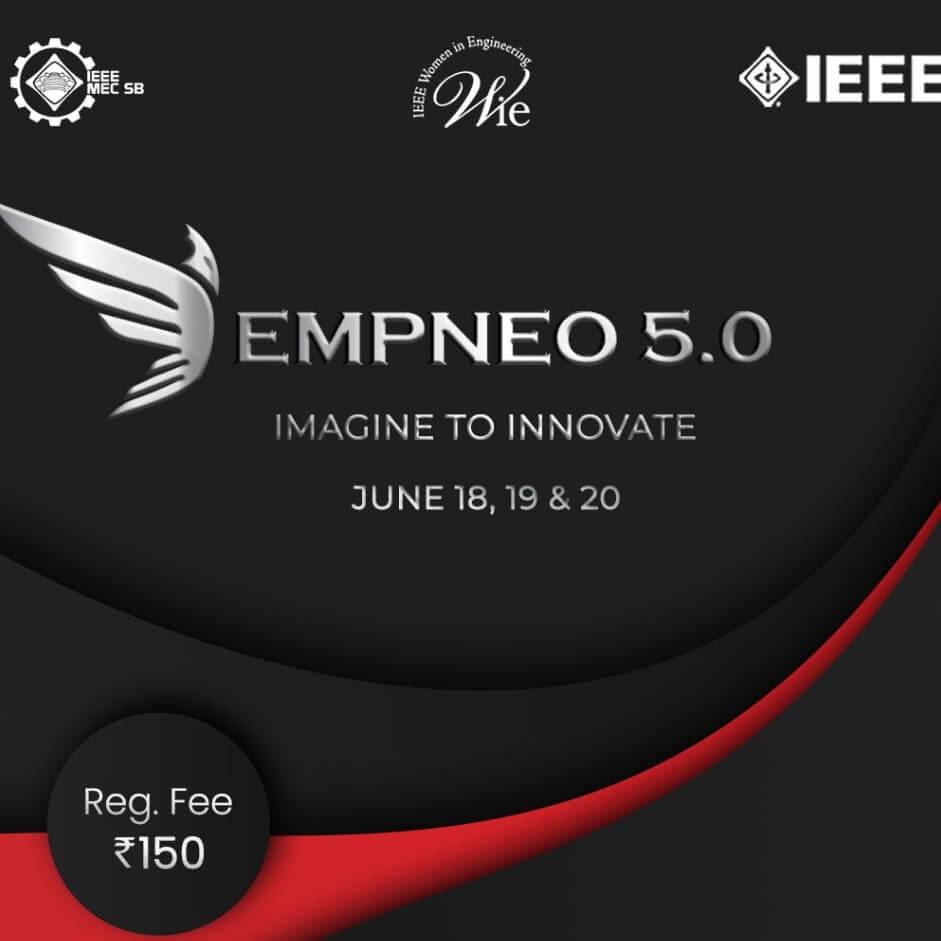 IEEE
MEC SB
IEEE Women in Engineering
Wie
IEEE
EMPNEO 5.0
IMAGINE TO INNOVATE
JUNE 18, 19 & 20
Reg. Fee
₹150